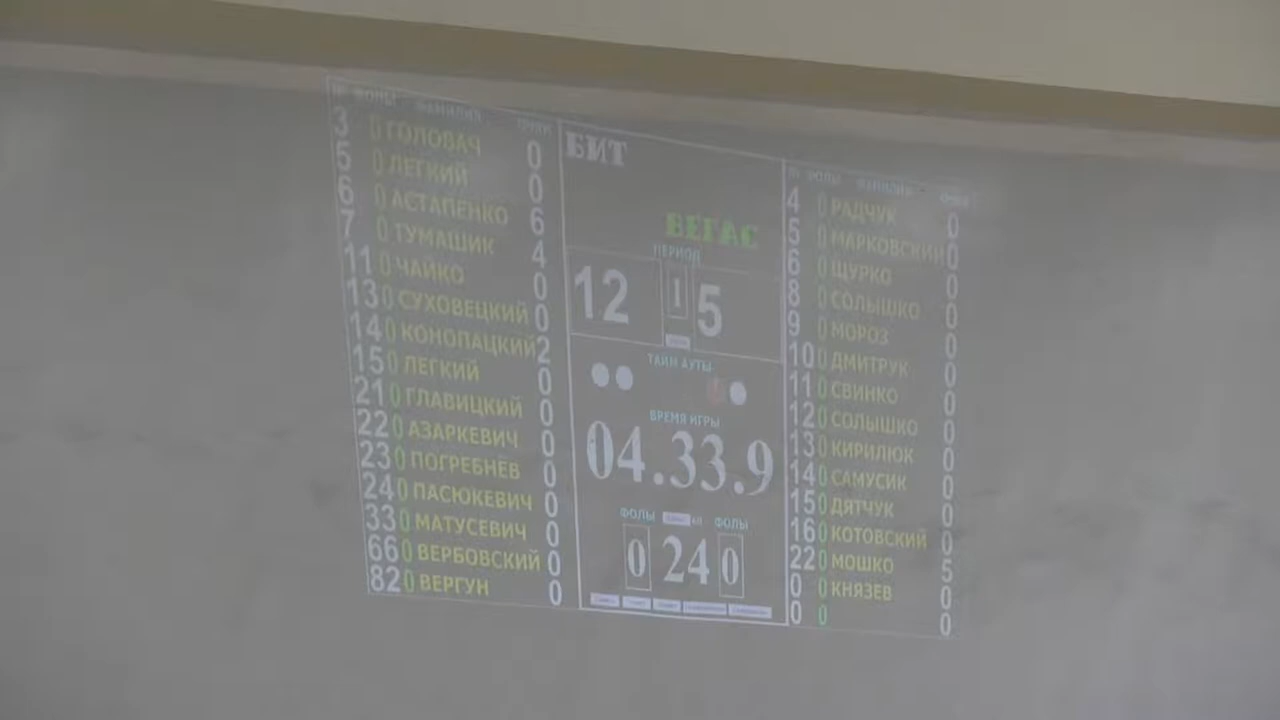 № ФОЛЫ ФАМИЛИЯ ОЧКИ
3 0 ГОЛОВАЧ 0
5 0 ЛЕГКИЙ 0
6 0 АСТАПЕНКО 6
7 0 ТУМАШИК 4
11 0 ЧАЙКО 0
13 0 СУХОВЕЦКИЙ 0
14 0 КОНОПАЦКИЙ 2
15 0 ЛЕГКИЙ 0
21 0 ГЛАВИЦКИЙ 0
22 0 АЗАРКЕВИЧ 0
23 0 ПОГРЕБНЕВ 0
24 0 ПАСЮКЕВИЧ 0
33 0 МАТУСЕВИЧ 0
66 0 ВЕРБОВСКИЙ 0
82 0 ВЕРГУН 0
БИТ
ВЕГАС
ПЕРИОД
12 1 5
ТАЙМ АУТЫ
ВРЕМЯ ИГРЫ
04.33.9
ФОЛЫ ФОЛЫ
0 24 0
№ ФОЛЫ ФАМИЛИЯ ОЧКИ
4 0 РАДЧУК 0
5 0 МАРКОВСКИЙ 0
6 0 ЩУРКО 0
8 0 СОЛЫШКО 0
9 0 МОРОЗ 0
10 0 ДМИТРУК 0
11 0 СВИНКО 0
12 0 СОЛЫШКО 0
13 0 КИРИЛЮК 0
14 0 САМУСИК 0
15 0 ДЯТЧУК 0
16 0 КОТОВСКИЙ 0
22 0 МОШКО 5
0 0 КНЯЗЕВ 0
0 0 0